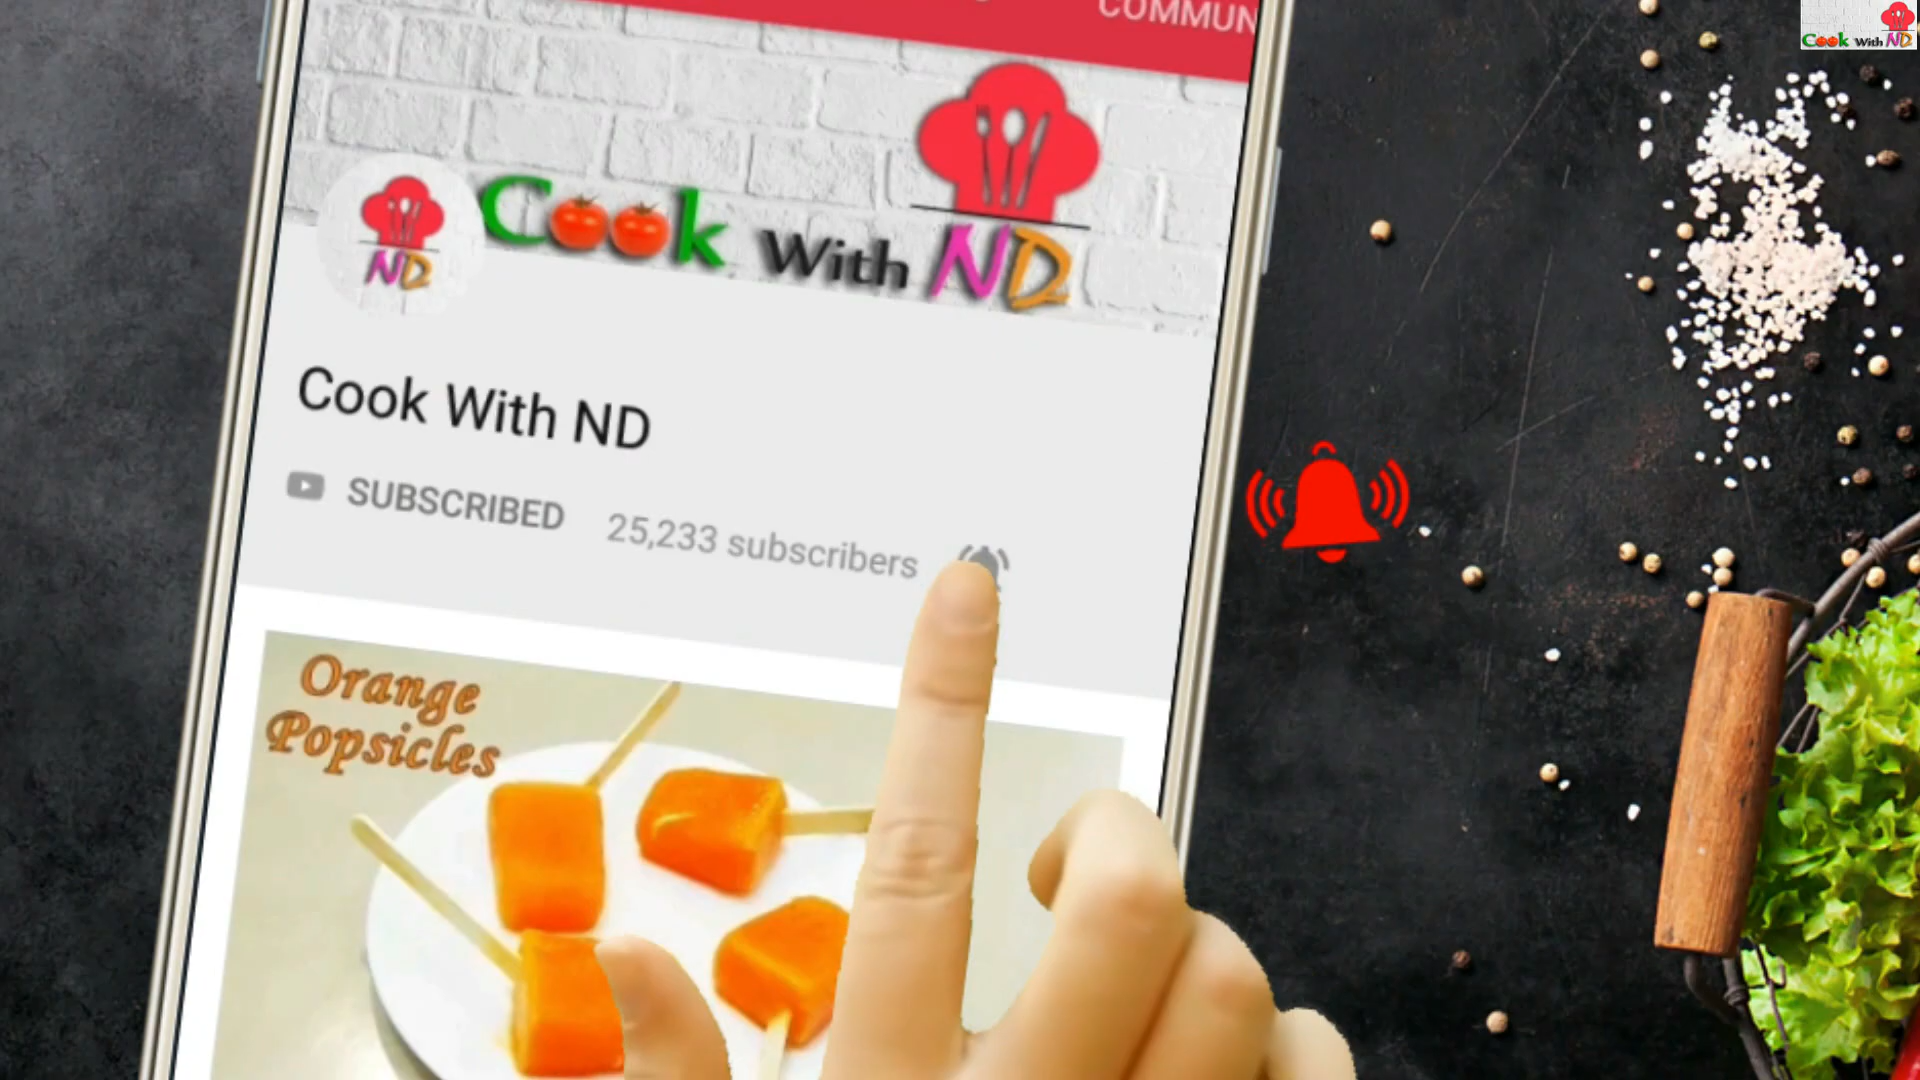 COMMUN
Cook With ND
Cook With ND
ND
Cook With ND
SUBSCRIBED 25,233 subscribers
Orange
Popsicles